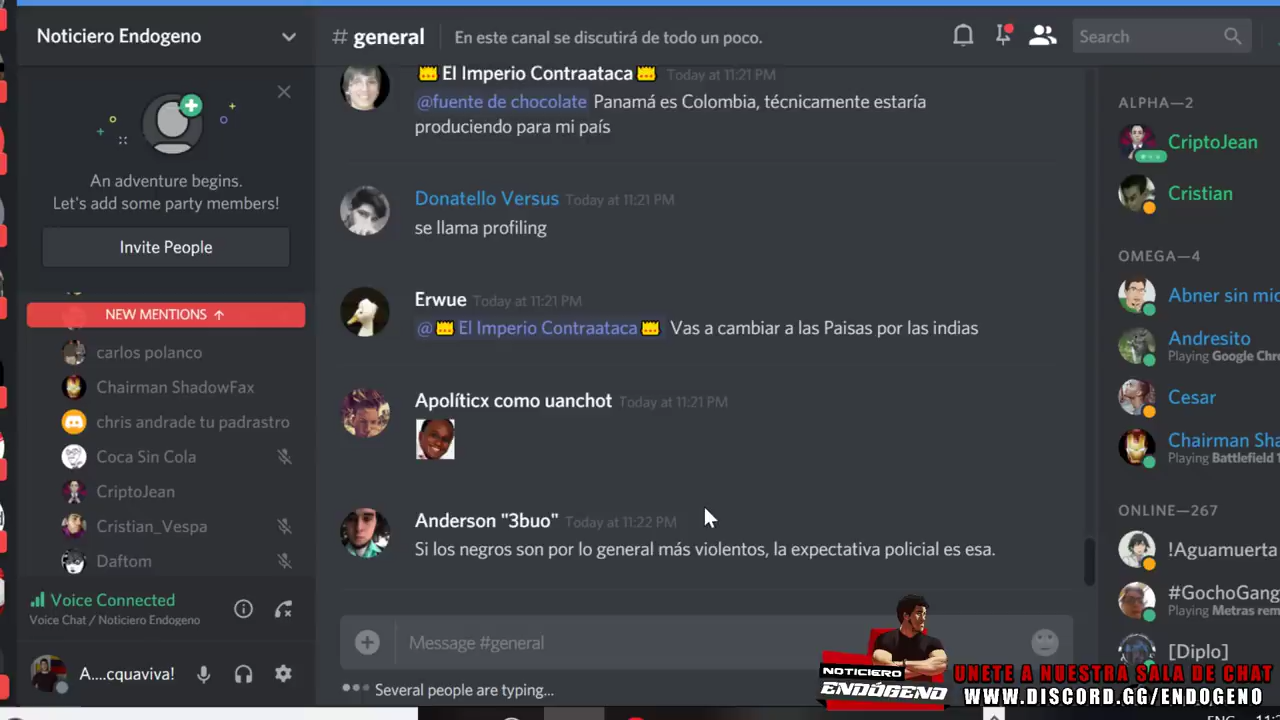 Noticiero Endogeno
# general
En este canal se discutirá de todo un poco.
Search
An adventure begins.
Let's add some party members!
Invite People
NEW MENTIONS ↑
carlos polanco
Chairman ShadowFax
chris andrade tu padrastro
Coca Sin Cola
CriptoJean
Cristian_Vespa
Daftom
Voice Connected
Voice Chat / Noticiero Endogeno
A....cquaviva!
El Imperio Contraataca Today at 11:21 PM
@fuente de chocolate Panamá es Colombia, técnicamente estaría
produciendo para mi país
Donatello Versus Today at 11:21 PM
se llama profiling
Erwue Today at 11:21 PM
@ El Imperio Contraataca Vas a cambiar a las Paisas por las indias
Apolíticx como uanchot Today at 11:21 PM
Anderson "3buo" Today at 11:22 PM
Si los negros son por lo general más violentos, la expectativa policial es esa.
Message #general
Several people are typing...
ALPHA—2
CriptoJean
Cristian
OMEGA—4
Abner sin mic
Andresito
Playing Google Chro
Cesar
Chairman Sha
Playing Battlefield 1
ONLINE—267
!Aguamuerta
#GochoGang
Playing Metras rem
[Diplo]
NOTICIERO
ENDÓGENO
UNETE A NUESTRA SALA DE CHAT
WWW.DISCORD.GG/ENDOGENO